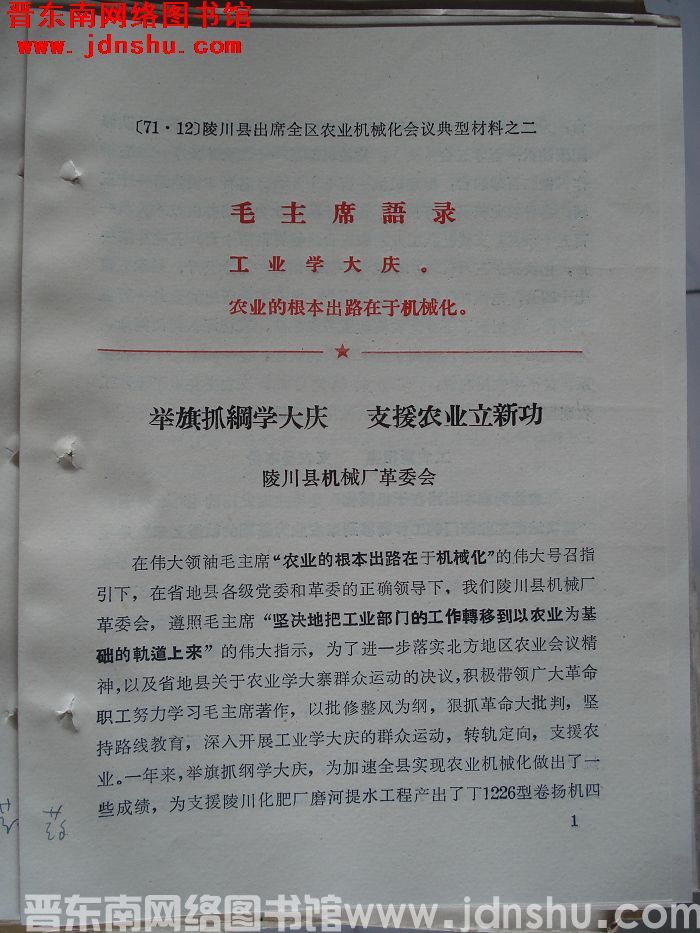 晋东南网络图书馆
www.jdnshu.com
〔71·12〕陵川县出席全区农业机械化会议典型材料之二
毛主席語录
工业学大庆。
农业的根本出路在于机械化。
举旗抓綱学大庆 支援农业立新功
陵川县机械厂革委会
在伟大领袖毛主席“农业的根本出路在于机械化”的伟大号召指
引下，在省地县各级党委和革委的正确领导下，我们陵川县机械厂
革委会，遵照毛主席“坚决地把工业部门的工作轉移到以农业为基
础的軌道上来”的伟大指示，为了进一步落实北方地区农业会议精
神，以及省地县关于农业学大寨群众运动的决议，积极带领广大革命
职工努力学习毛主席著作，以批修整风为纲，狠抓革命大批判，坚
持路线教育，深入开展工业学大庆的群众运动，转轨定向，支援农
业。一年来，举旗抓纲学大庆，为加速全县实现农业机械化做出了一
些成绩，为支援陵川化肥厂磨河提水工程产出了丁1226型卷扬机四
1
晋东南网络图书馆 www.jdnshu.com